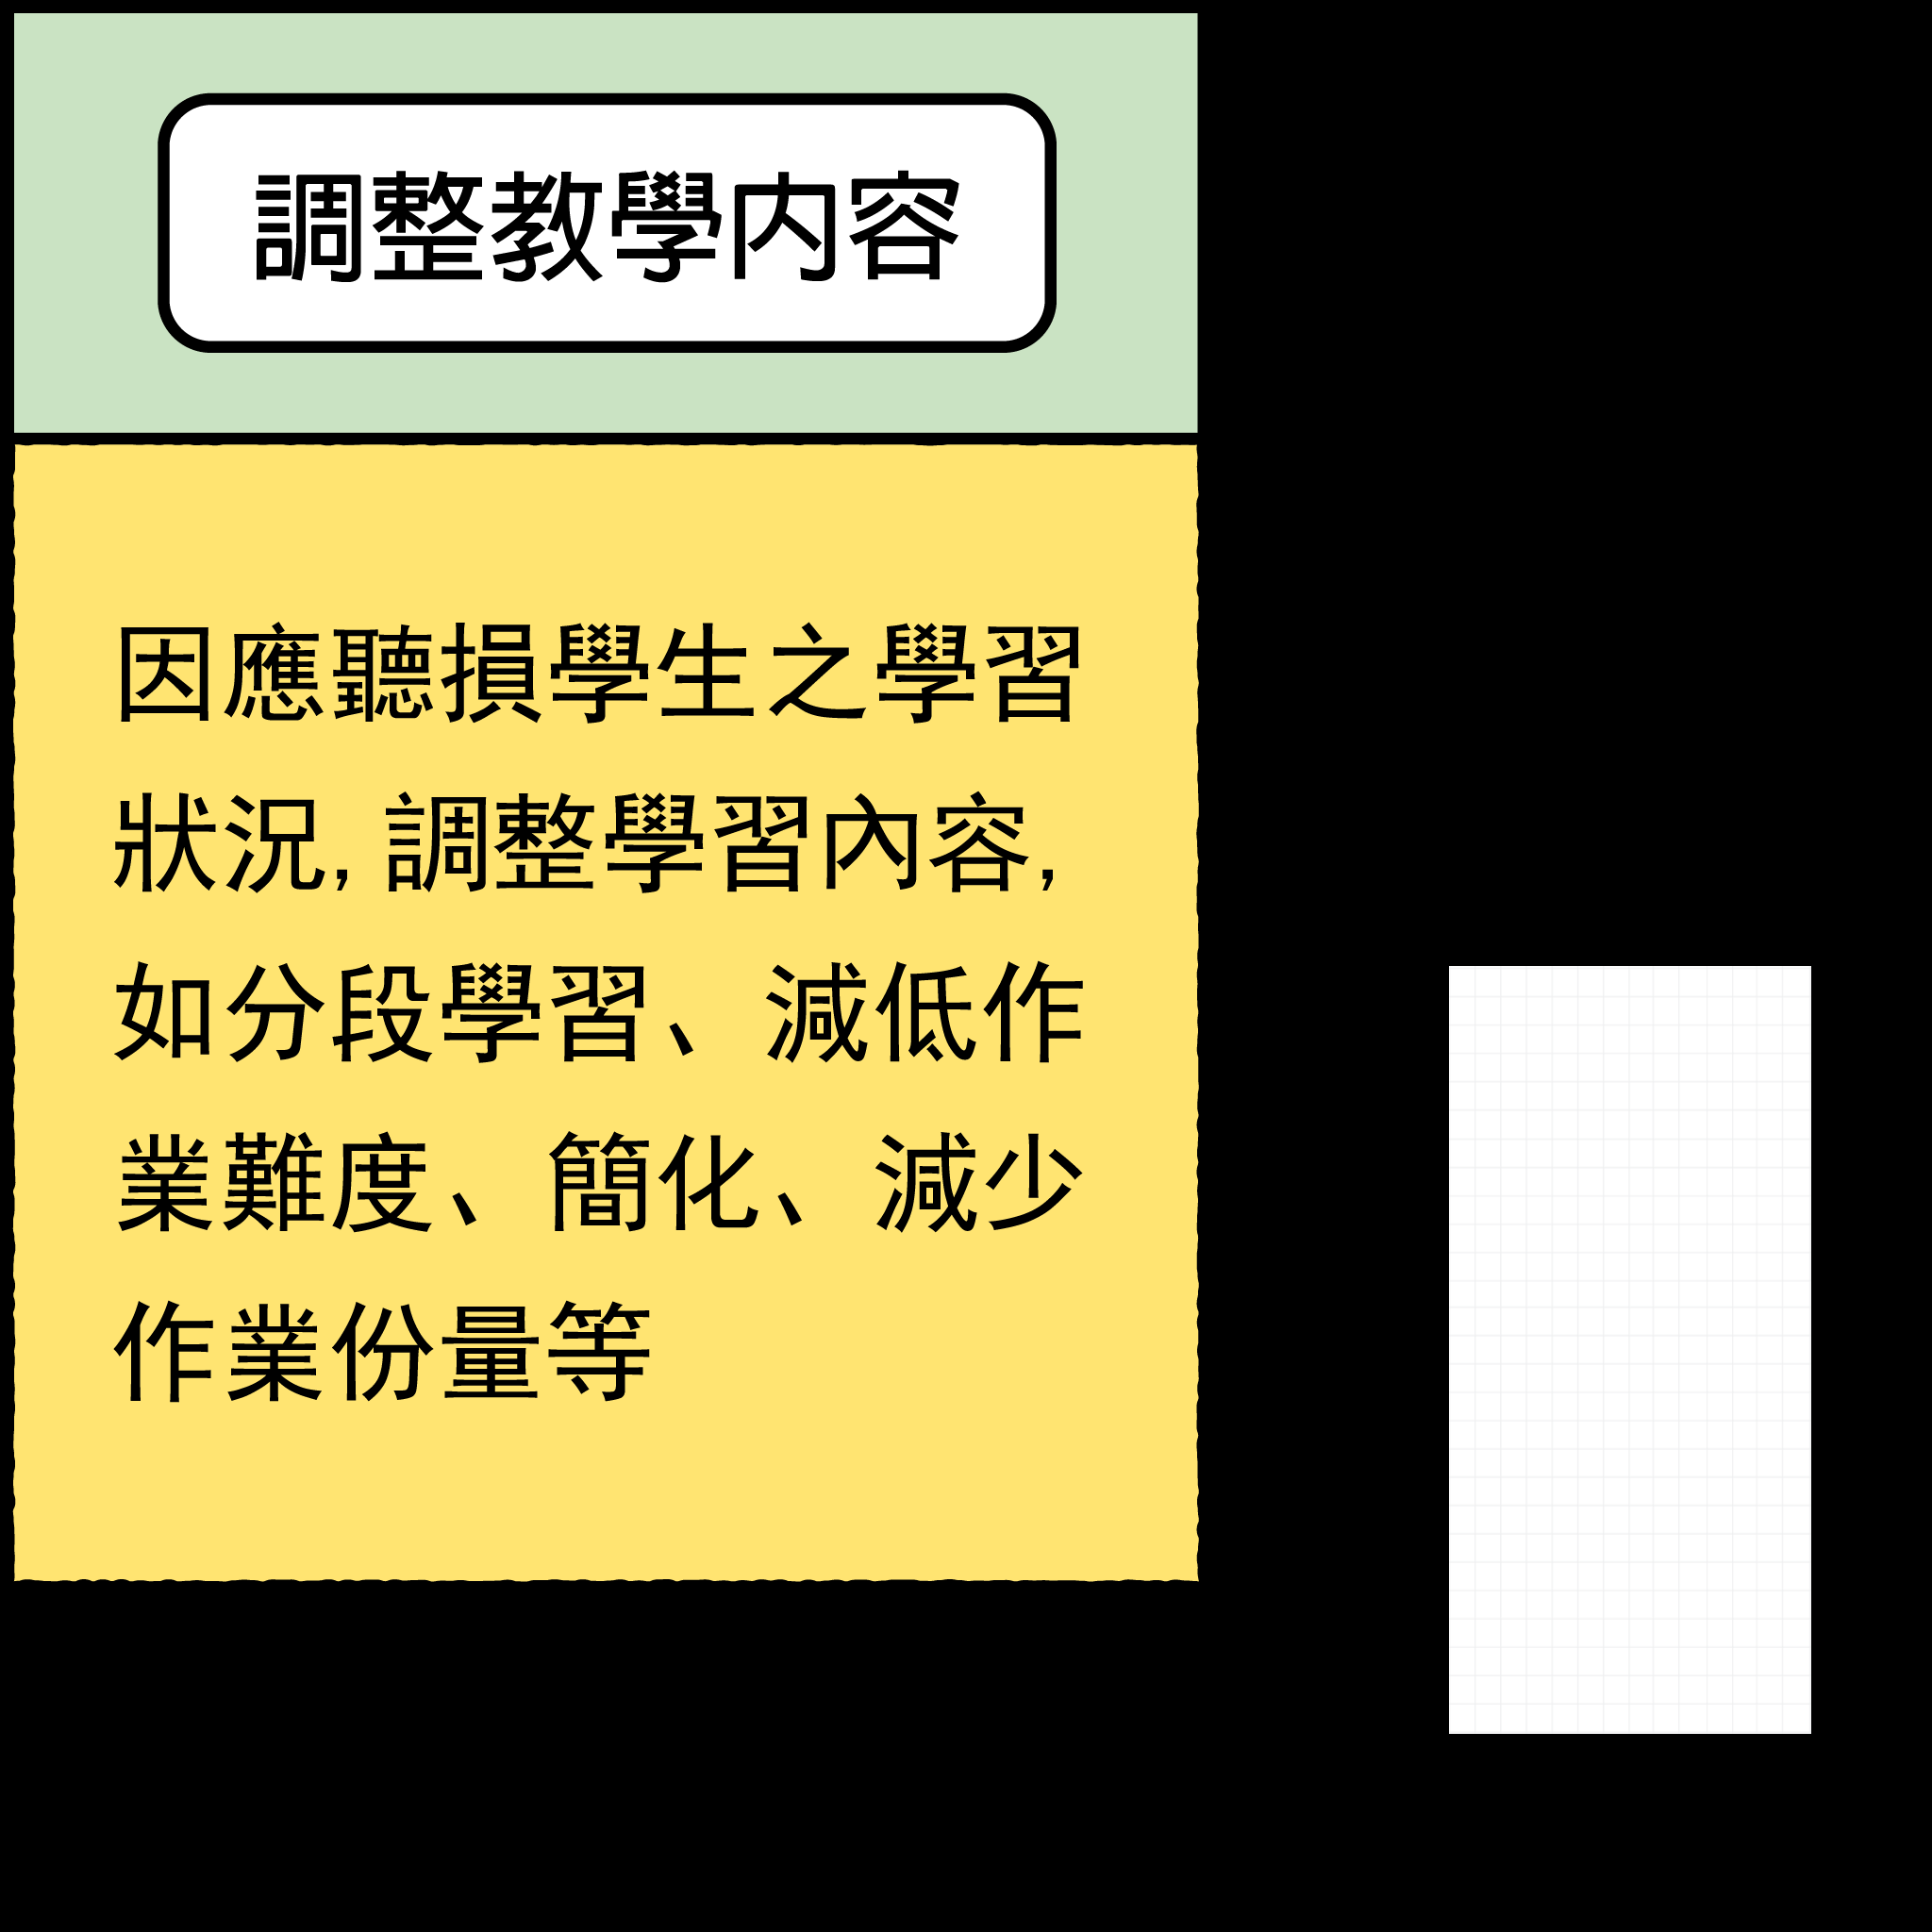 調整教學內容
因應聽損學生之學習
狀況, 調整學習內容,
如分段學習、減低作
業難度、簡化、減少
作業份量等